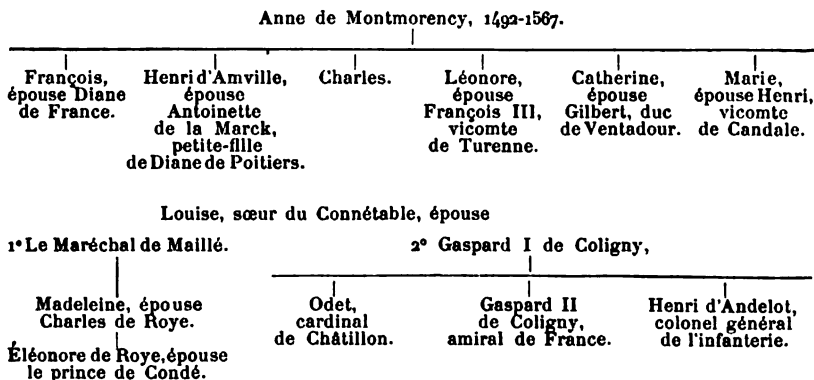 Anne de Montmorency, 1492-1567.
François,
épouse Diane
de France.
Henri d'Amville,
épouse
Antoinette
de la Marck,
petite-fille
de Diane de Poitiers.
Charles.
Léonore,
épouse
François III,
vicomte
de Turenne.
Catherine,
épouse
Gilbert, duc
de Ventadour.
Marie,
épouse Henri,
vicomte
de Candale.
Louise, sœur du Connétable, épouse
1° Le Maréchal de Maillé.
2° Gaspard I de Coligny,
Madeleine, épouse
Charles de Roye.
Éléonore de Roye, épouse
le prince de Condé.
Odet,
cardinal
de Châtillon.
Gaspard II
de Coligny,
amiral de France.
Henri d'Andelot,
colonel général
de l'infanterie.